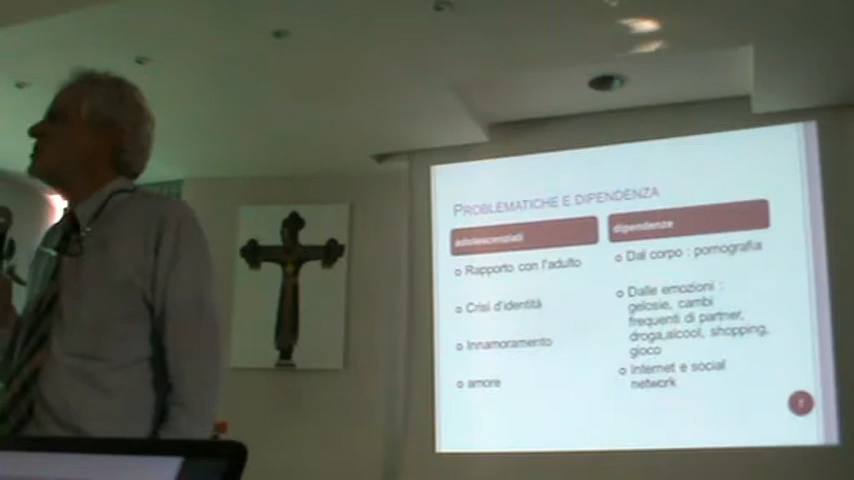 PROBLEMATICHE E DIPENDENZA
adolescenziali
Rapporto con l'adulto
Crisi d'identità
Innamoramento
amore
dipendenze
Dal corpo : pornografia
Dalle emozioni :
gelosie, cambi
frequenti di partner,
droga,alcool, shopping,
gioco
Internet e social
network